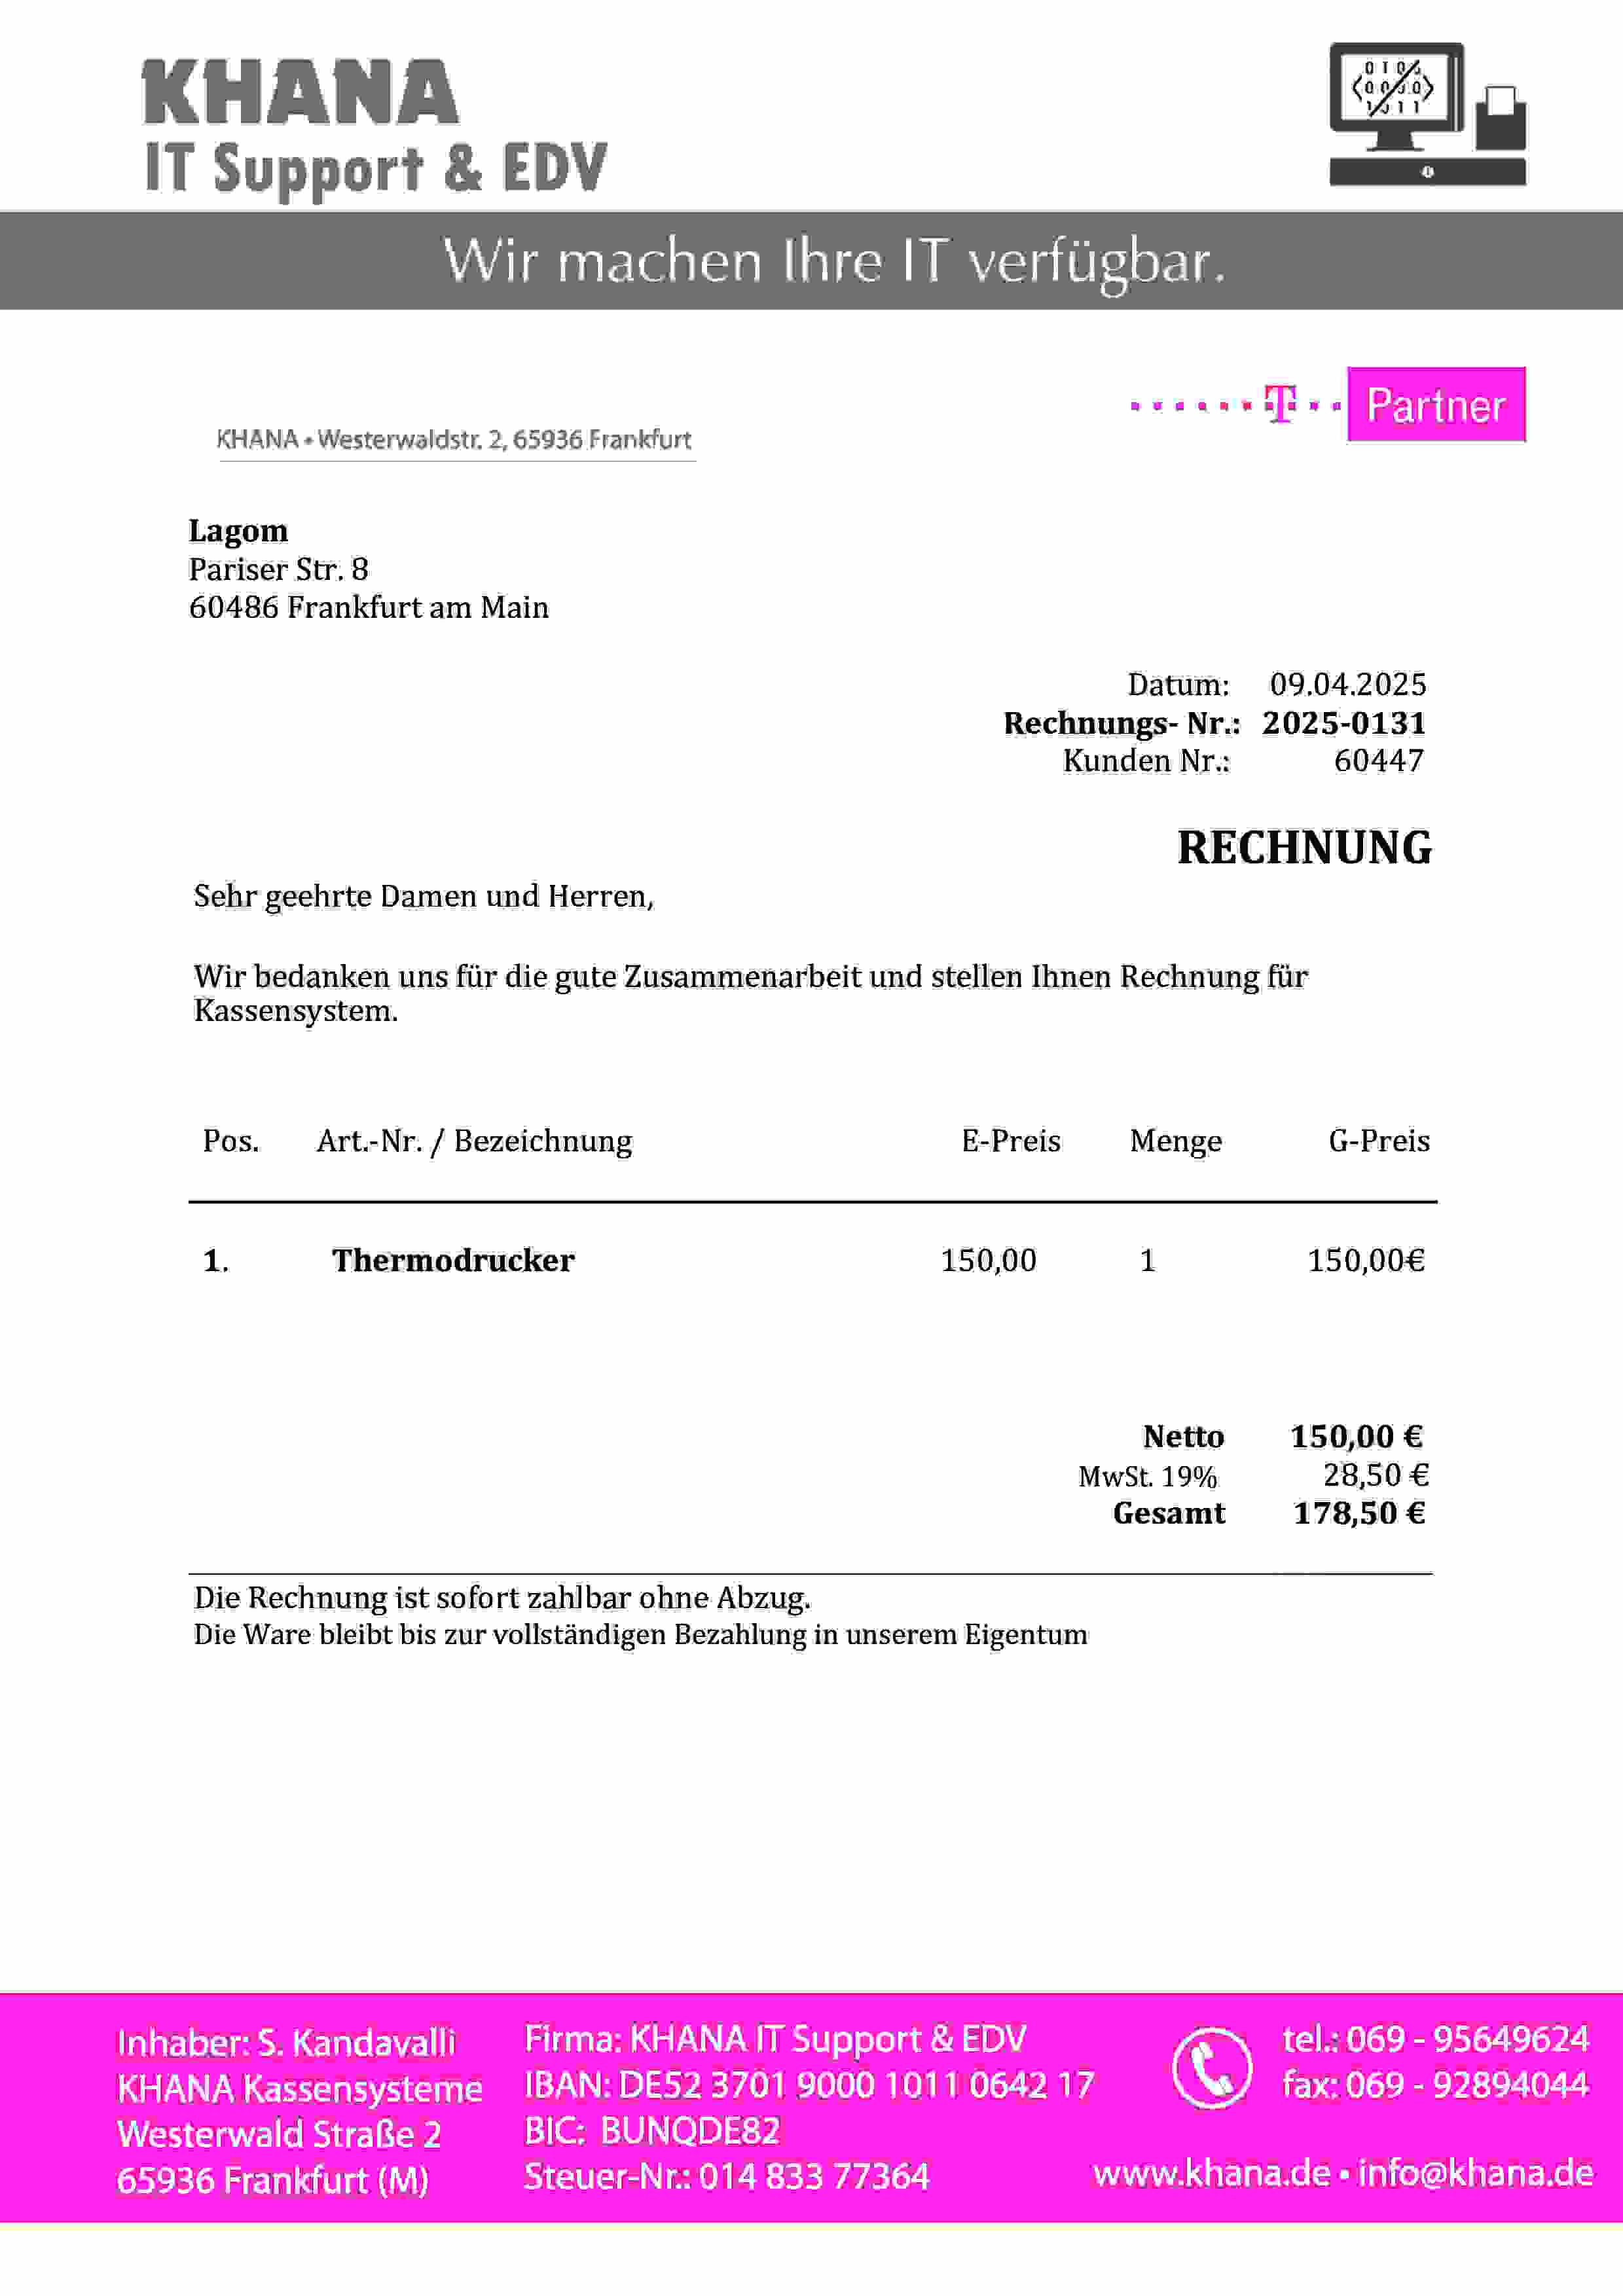 KHANA
IT Support & EDV
Wir machen Ihre IT verfügbar.
T Partner
KHANA • Westerwaldstr. 2, 65936 Frankfurt
Lagom
Pariser Str. 8
60486 Frankfurt am Main
Datum: 09.04.2025
Rechnungs- Nr.: 2025-0131
Kunden Nr.: 60447
RECHNUNG
Sehr geehrte Damen und Herren,
Wir bedanken uns für die gute Zusammenarbeit und stellen Ihnen Rechnung für
Kassensystem.
Pos. Art.-Nr. / Bezeichnung E-Preis Menge G-Preis
1. Thermodrucker 150,00 1 150,00€
Netto 150,00 €
MwSt. 19% 28,50 €
Gesamt 178,50 €
Die Rechnung ist sofort zahlbar ohne Abzug.
Die Ware bleibt bis zur vollständigen Bezahlung in unserem Eigentum
Inhaber: S. Kandavalli
KHANA Kassensysteme
Westerwald Straße 2
65936 Frankfurt (M)
Firma: KHANA IT Support & EDV
IBAN: DE52 3701 9000 1011 0642 17
BIC: BUNQDE82
Steuer-Nr.: 014 833 77364
tel.: 069 - 95649624
fax: 069 - 92894044
www.khana.de • info@khana.de